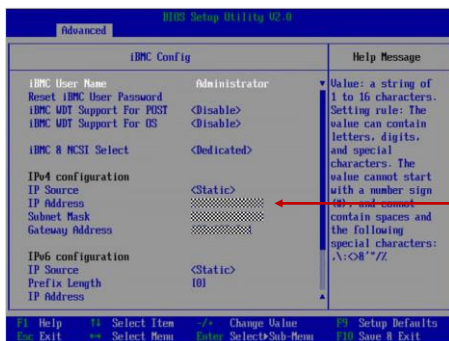 BIOS Setup Utility V2.0
Advanced
iBMC Config
Help Message
iBMC User Name Administrator
Reset iBMC User Password
iBMC WDT Support For POST <Disable>
iBMC WDT Support For OS <Disable>
iBMC & NCSI Select <Dedicated>
IPv4 configuration
IP Source <Static>
IP Address
Subnet Mask
Gateway Address
IPv6 configuration
IP Source <Static>
Prefix Length [0]
IP Address
Value: a string of
1 to 16 characters.
Setting rule: The
value can contain
letters, digits,
and special
characters. The
value cannot start
with a number sign
(#), and cannot
contain spaces and
the following
special characters:
,\:<>&'"/%
F1 Help ↑↓ Select Item -/+ Change Value F9 Setup Defaults
Esc Exit ↔ Select Menu Enter Select▶Sub-Menu F10 Save & Exit